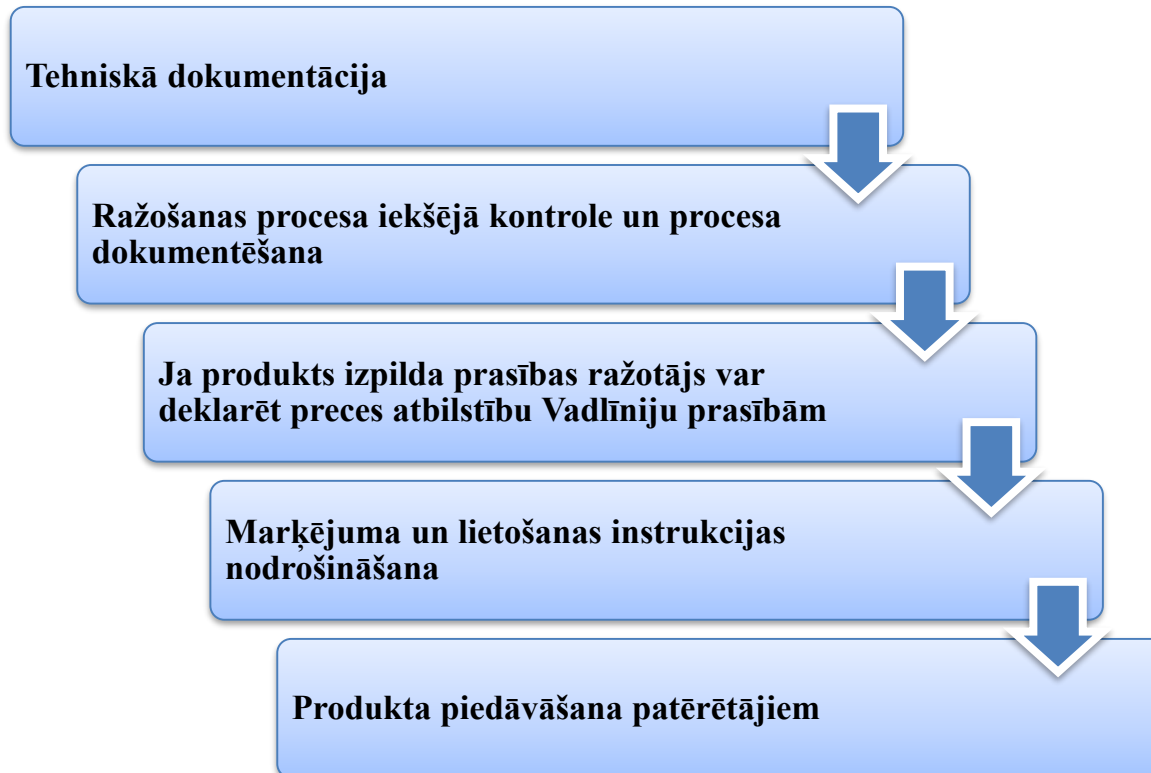 Tehniskā dokumentācija
Ražošanas procesa iekšējā kontrole un procesa
dokumentēšana
Ja produkts izpilda prasības ražotājs var
deklarēt preces atbilstību Vadlīniju prasībām
Marķējuma un lietošanas instrukcijas
nodrošināšana
Produkta piedāvāšana patērētājiem